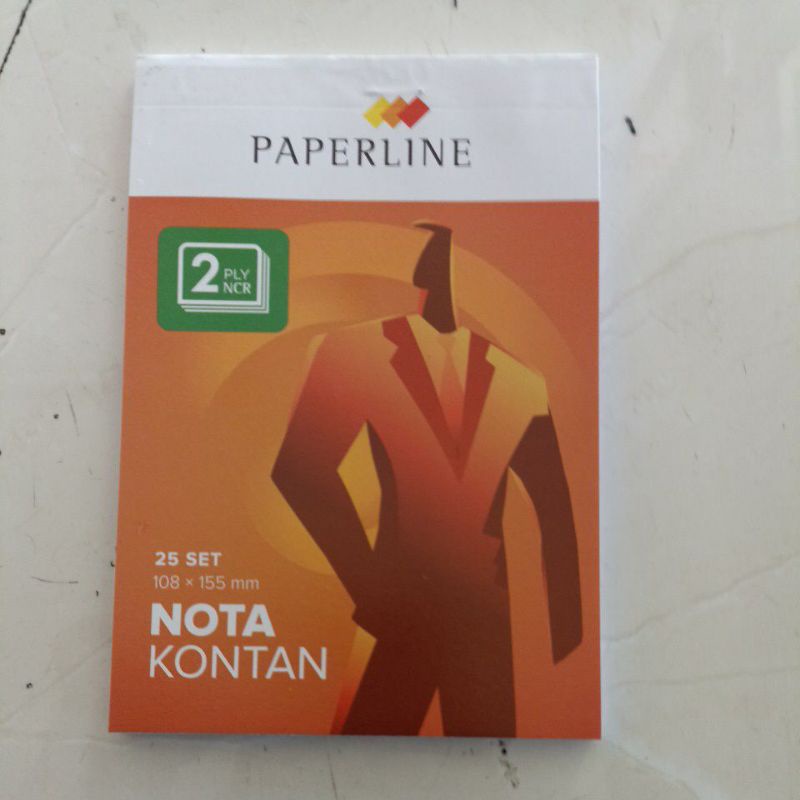 PAPERLINE
2 PLY
NCR
25 SET
108 × 155 mm
NOTA
KONTAN